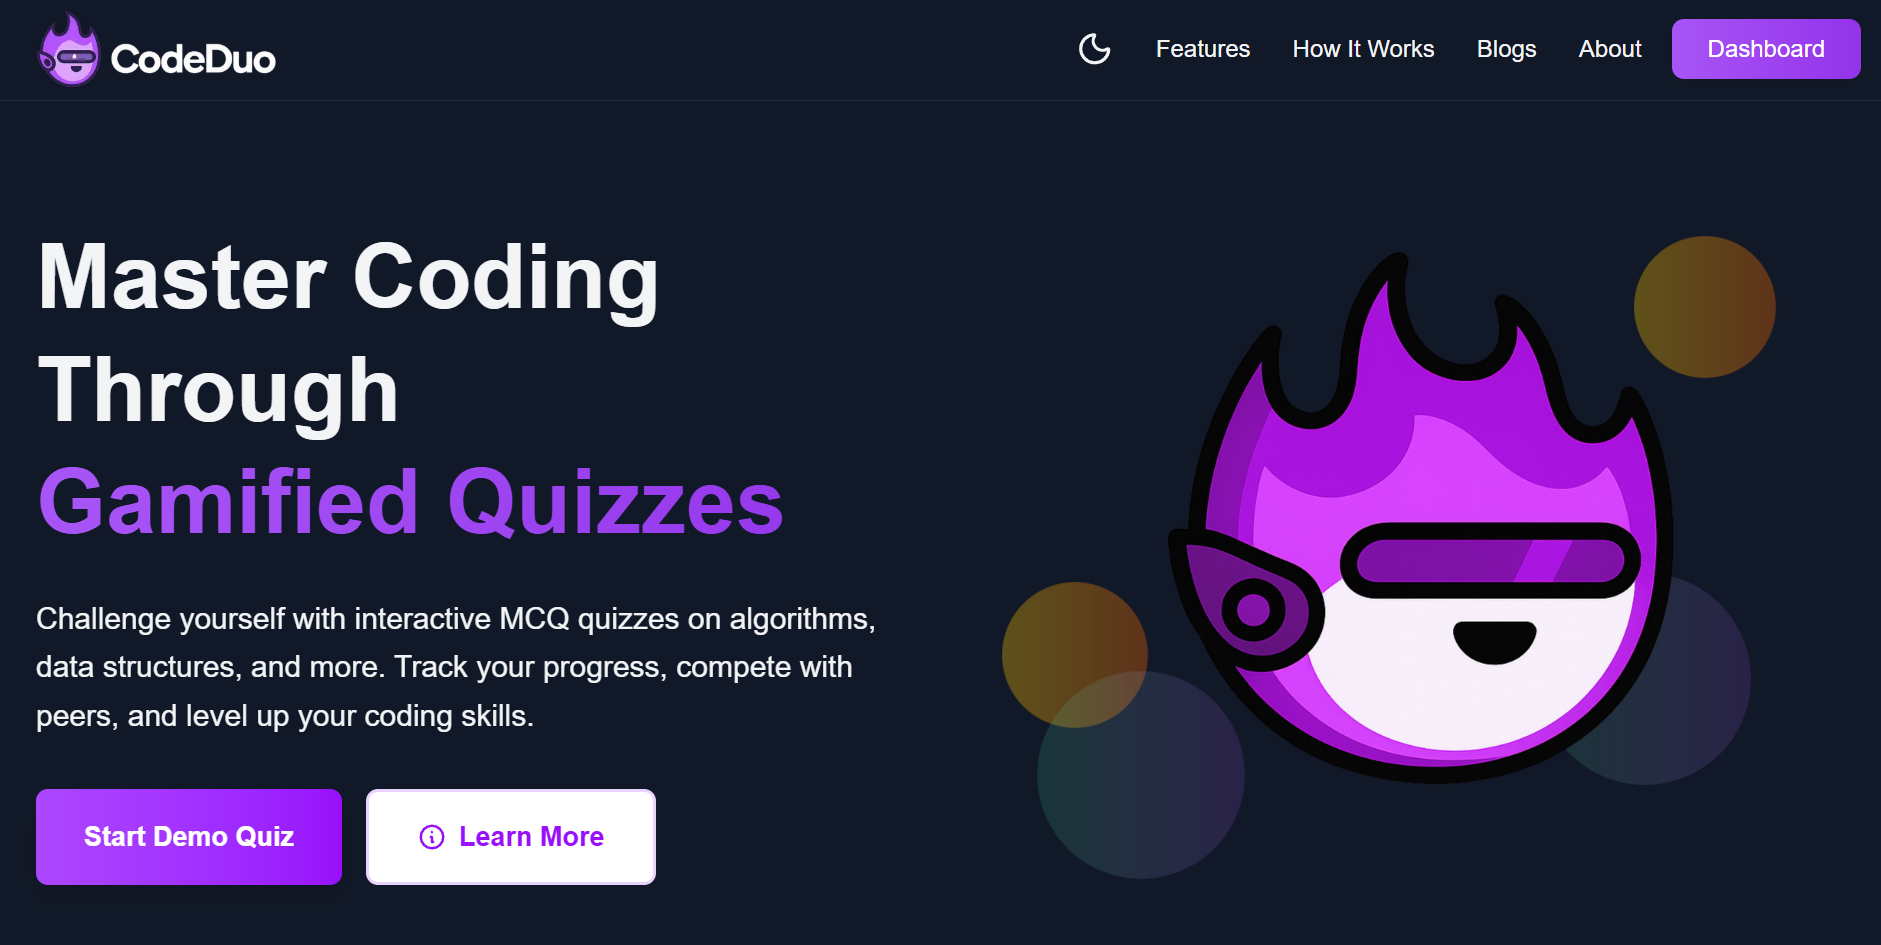 CodeDuo
Features
How It Works
Blogs
About
Dashboard
Master Coding
Through
Gamified Quizzes
Challenge yourself with interactive MCQ quizzes on algorithms,
data structures, and more. Track your progress, compete with
peers, and level up your coding skills.
Start Demo Quiz
Learn More